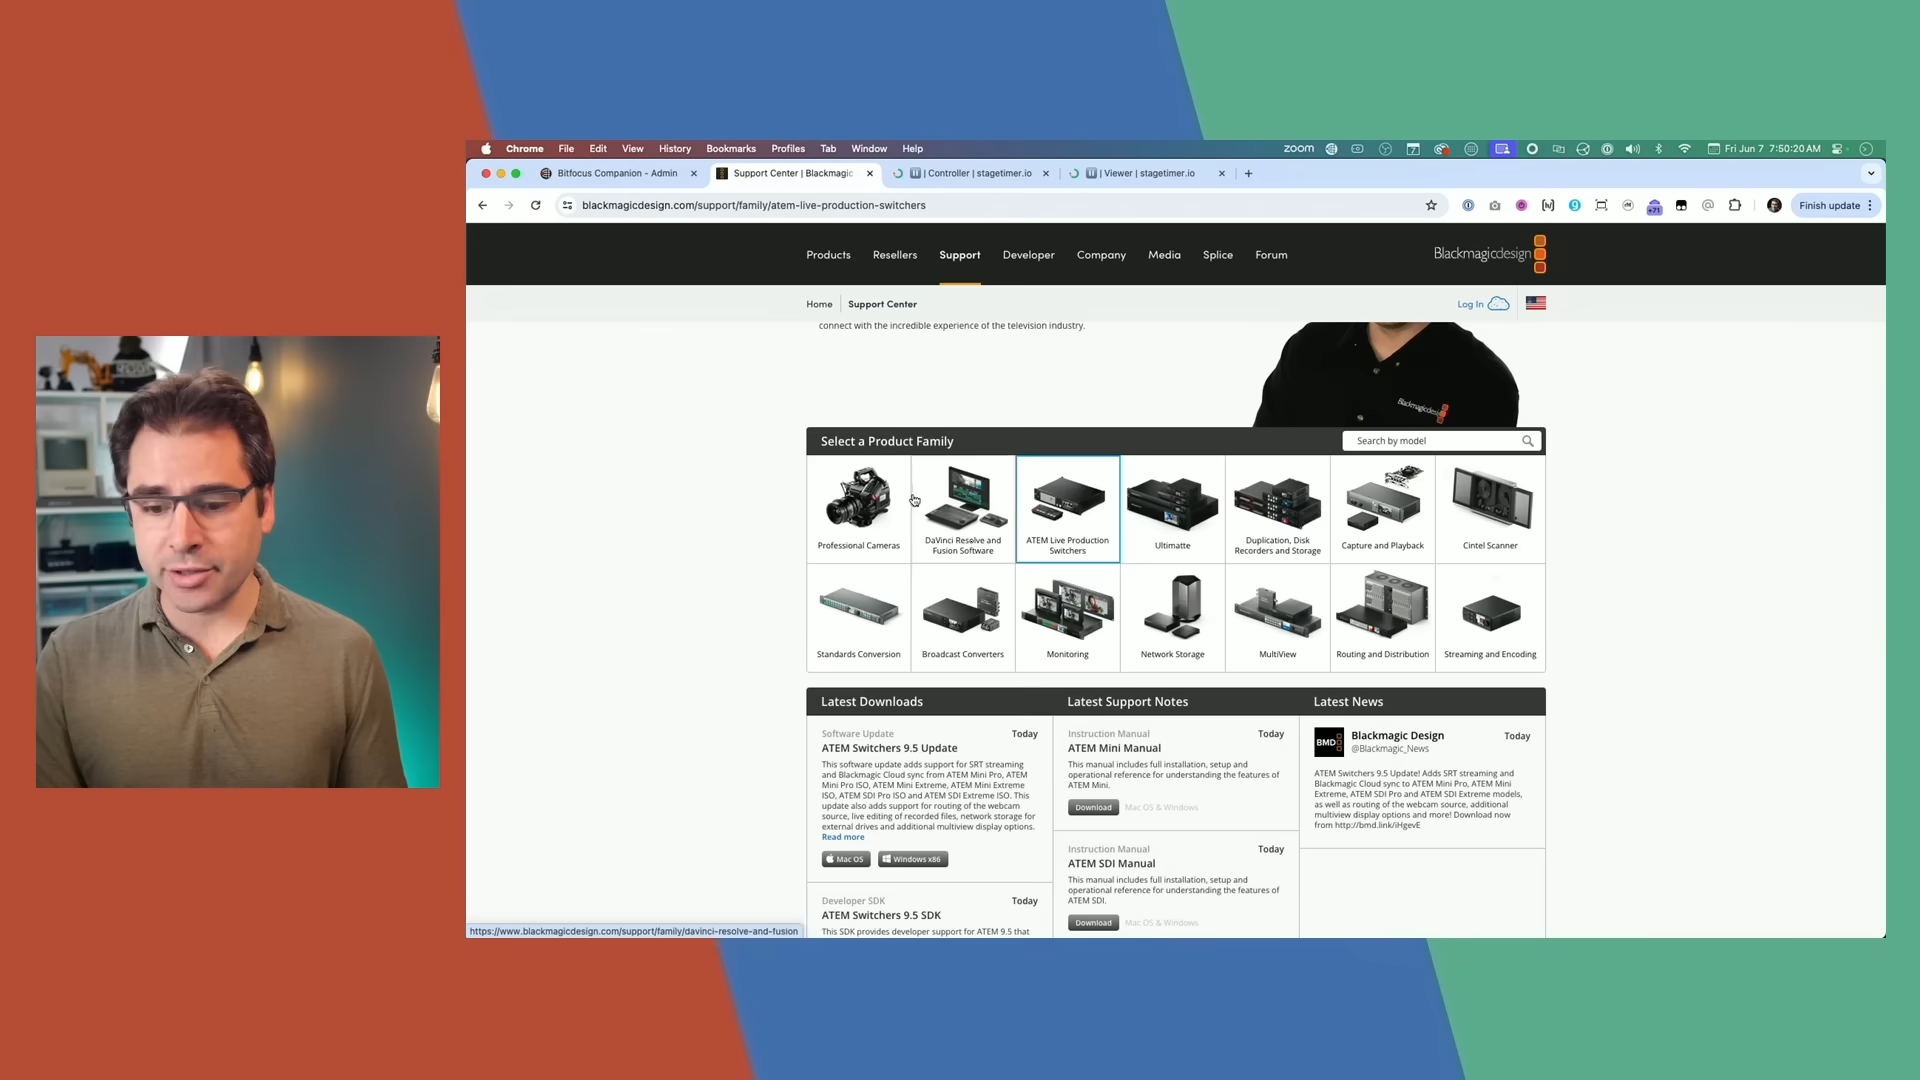 Chrome File Edit View History Bookmarks Profiles Tab Window Help
zoom Fri Jun 7 7:50:20 AM
Bitfocus Companion - Admin
Support Center | Blackmagic
| Controller | stagetimer.io
| Viewer | stagetimer.io
blackmagicdesign.com/support/family/atem-live-production-switchers
+71
Finish update
Products Resellers Support Developer Company Media Splice Forum
Blackmagicdesign
Home Support Center
Log In
connect with the incredible experience of the television industry.
Blackmagicdesign
Select a Product Family
Search by model
Professional Cameras
DaVinci Resolve and
Fusion Software
ATEM Live Production
Switchers
Ultimatte
Duplication, Disk
Recorders and Storage
Capture and Playback
Cintel Scanner
Standards Conversion
Broadcast Converters
Monitoring
Network Storage
MultiView
Routing and Distribution
Streaming and Encoding
Latest Downloads
Software Update Today
ATEM Switchers 9.5 Update
This software update adds support for SRT streaming
and Blackmagic Cloud sync from ATEM Mini Pro, ATEM
Mini Pro ISO, ATEM Mini Extreme, ATEM Mini Extreme
ISO, ATEM SDI Pro ISO and ATEM SDI Extreme ISO. This
update also adds support for routing of the webcam
source, live editing of recorded files, network storage for
external drives and additional multiview display options.
Read more
Mac OS
Windows x86
Developer SDK Today
ATEM Switchers 9.5 SDK
This SDK provides developer support for ATEM 9.5 that
Latest Support Notes
Instruction Manual Today
ATEM Mini Manual
This manual includes full installation, setup and
operational reference for understanding the features of
ATEM Mini.
Download Mac OS & Windows
Instruction Manual Today
ATEM SDI Manual
This manual includes full installation, setup and
operational reference for understanding the features of
ATEM SDI.
Download Mac OS & Windows
Latest News
BMD
Blackmagic Design Today
@Blackmagic_News
ATEM Switchers 9.5 Update! Adds SRT streaming and
Blackmagic Cloud sync to ATEM Mini Pro, ATEM Mini
Extreme, ATEM SDI Pro and ATEM SDI Extreme models,
as well as routing of the webcam source, additional
multiview display options and more! Download now
from http://bmd.link/iHgevE
https://www.blackmagicdesign.com/support/family/davinci-resolve-and-fusion